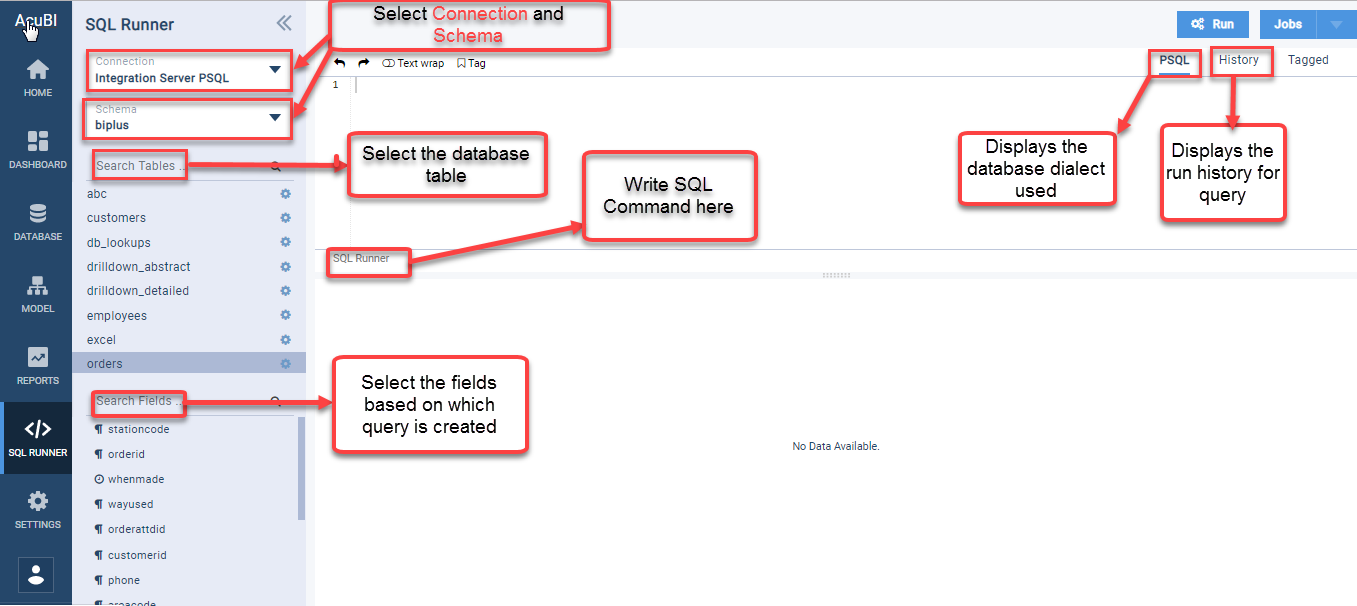 AcuBI
HOME
DASHBOARD
DATABASE
MODEL
REPORTS
SQL RUNNER
SETTINGS
SQL Runner
Connection
Integration Server PSQL
Schema
biplus
Search Tables ..
abc
customers
db_lookups
drilldown_abstract
drilldown_detailed
employees
excel
orders
Search Fields ..
stationcode
orderid
whenmade
wayused
orderattdid
customerid
phone
areacode
Select Connection and
Schema
Run
Jobs
Text wrap
Tag
PSQL
History
Tagged
1
Select the database
table
Write SQL
Command here
Displays the
database dialect
used
Displays the
run history for
query
SQL Runner
Select the fields
based on which
query is created
No Data Available.